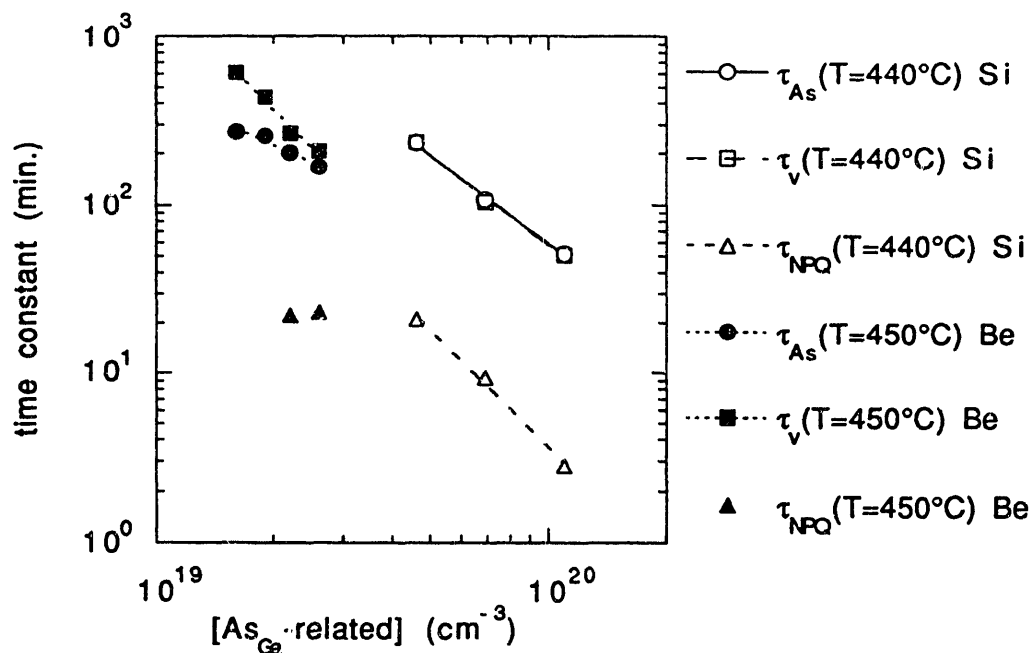 10^3
10^2
10^1
10^0
time constant (min.)
10^19
10^20
[As_Ga-related] (cm^-3)
τ_As(T=440°C) Si
τ_v(T=440°C) Si
τ_NPQ(T=440°C) Si
τ_As(T=450°C) Be
τ_v(T=450°C) Be
τ_NPQ(T=450°C) Be